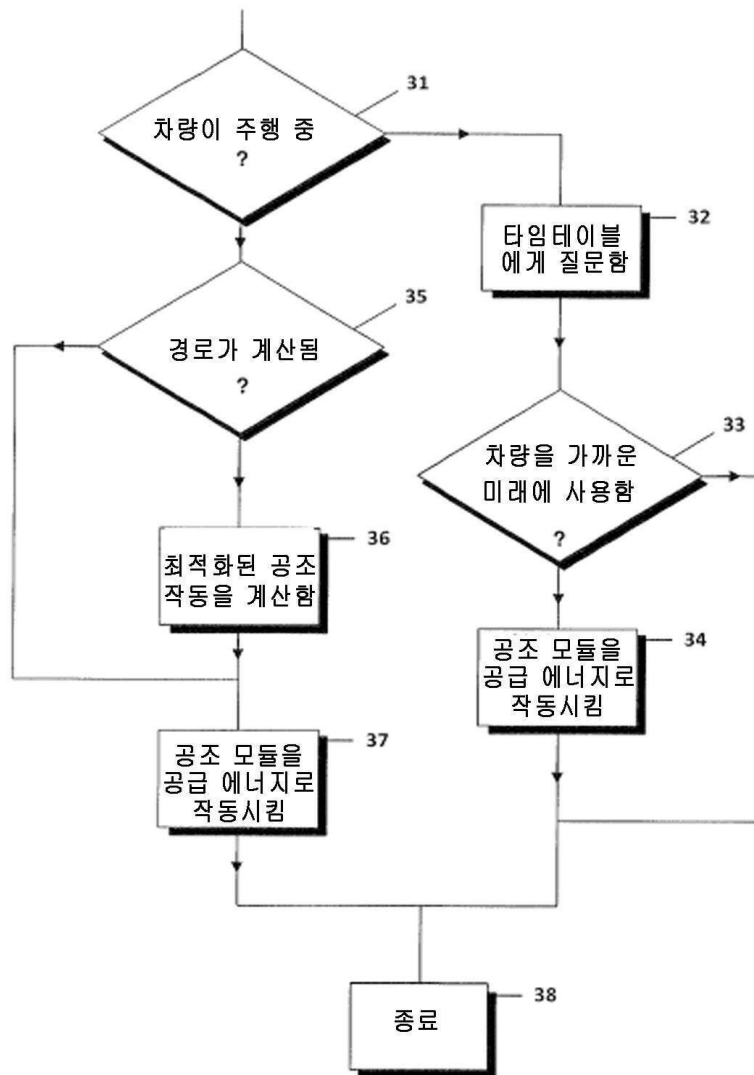 31
차량이 주행 중
?
32
타임테이블
에게 질문함
35
경로가 계산됨
?
33
차량을 가까운
미래에 사용함
?
36
최적화된 공조
작동을 계산함
34
공조 모듈을
공급 에너지로
작동시킴
37
공조 모듈을
공급 에너지로
작동시킴
38
종료